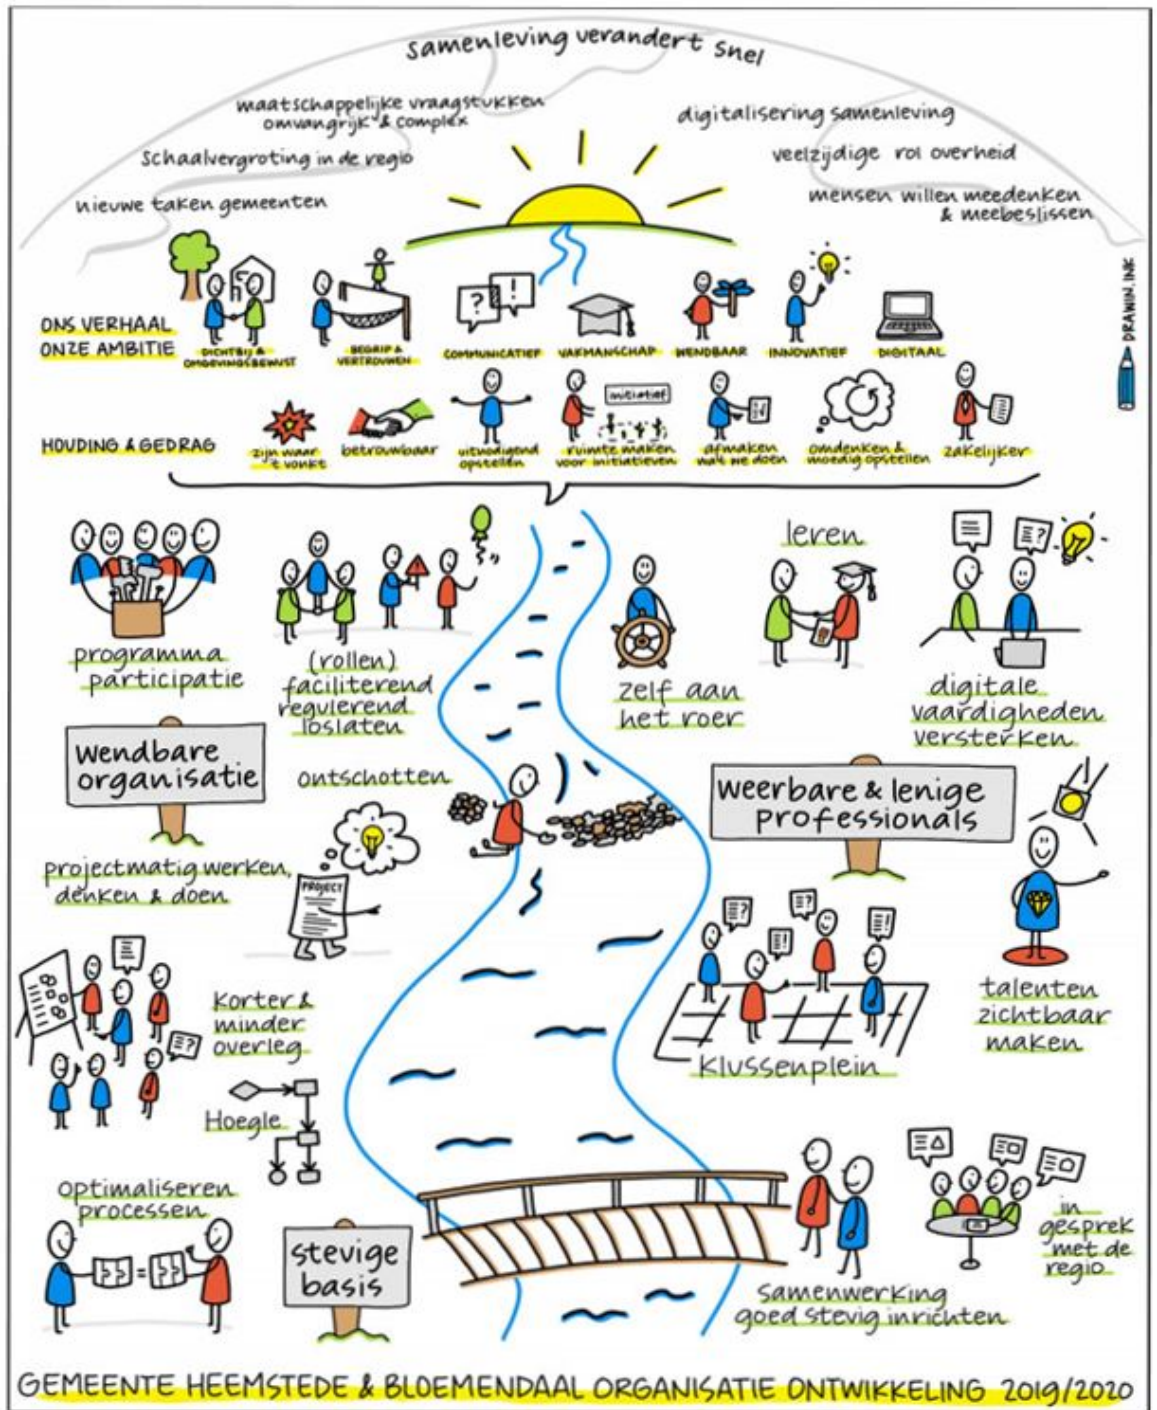 samenleving verandert snel
maatschappelijke vraagstukken
omvangrijk & complex
schaalvergroting in de regio
nieuwe taken gemeenten
digitalisering samenleving
veelzijdige rol overheid
mensen willen meedenken
& meebeslissen
DRAWIN.INK
ONS VERHAAL
ONZE AMBITIE
DICHTBIJ &
OMGEVINGSBEWUST
BEGRIP &
VERTROUWEN
?
!
COMMUNICATIEF
VAKMANSCHAP
WENDBAAR
INNOVATIEF
DIGITAAL
HOUDING & GEDRAG
zijn waar
't vonkt
betrouwbaar
uitnodigend
opstellen
initiatief
ruimte maken
voor initiatieven
afmaken
wat we doen
omdenken &
moedig opstellen
zakelijker
programma
participatie
(rollen)
faciliterend
regulerend
loslaten
zelf aan
het roer
leren
?
digitale
vaardigheden
versterken
wendbare
organisatie
ontschotten
weerbare & lenige
professionals
projectmatig werken,
denken & doen
PROJECT
korter &
minder
overleg
?
Hoegle
?
?
!
!
klussenplein
talenten
zichtbaar
maken
optimaliseren
processen
=
stevige
basis
samenwerking
goed stevig inrichten
in
gesprek
met de
regio
GEMEENTE HEEMSTEDE & BLOEMENDAAL ORGANISATIE ONTWIKKELING 2019/2020